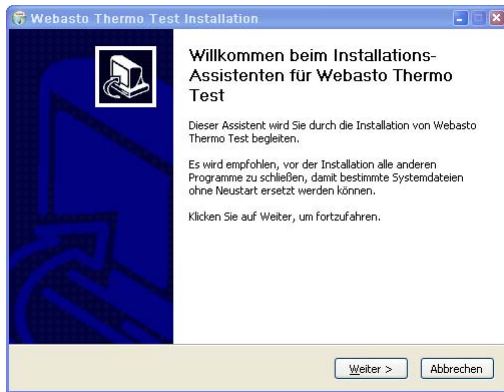 Webasto Thermo Test Installation
Willkommen beim Installations-
Assistenten für Webasto Thermo
Test
Dieser Assistent wird Sie durch die Installation von Webasto
Thermo Test begleiten.
Es wird empfohlen, vor der Installation alle anderen
Programme zu schließen, damit bestimmte Systemdateien
ohne Neustart ersetzt werden können.
Klicken Sie auf Weiter, um fortzufahren.
Weiter > Abbrechen